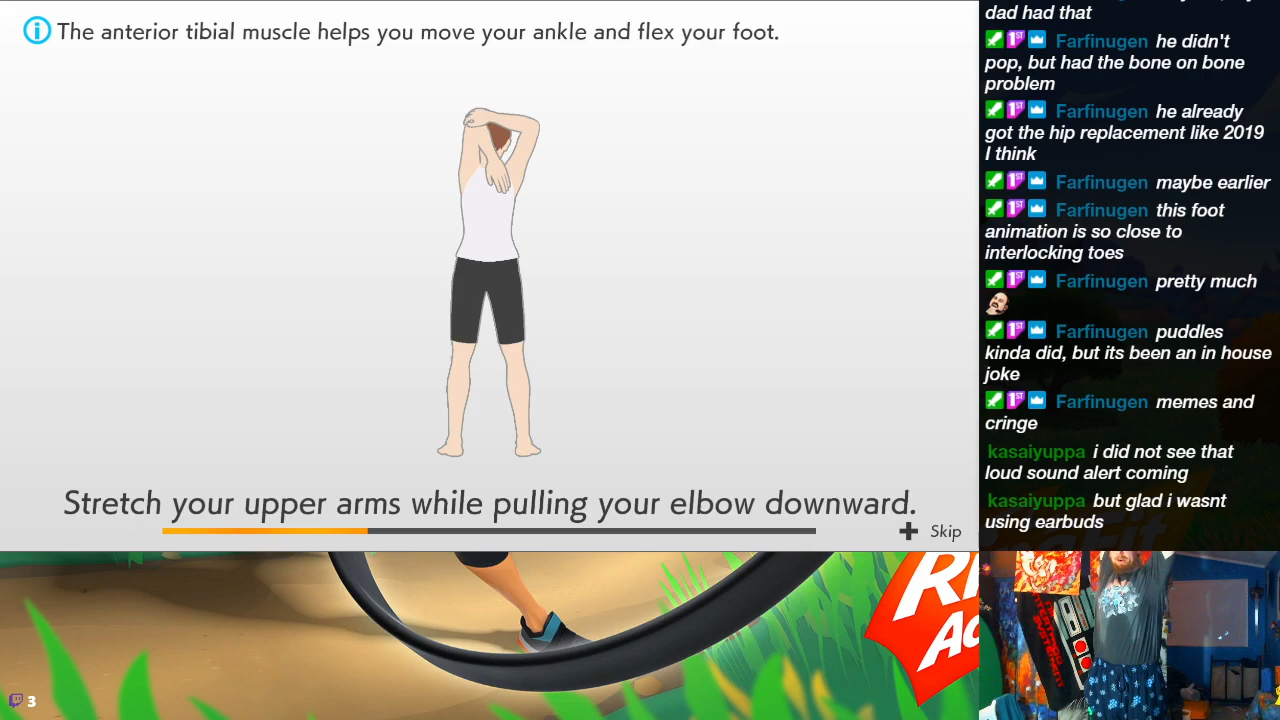 The anterior tibial muscle helps you move your ankle and flex your foot.
Stretch your upper arms while pulling your elbow downward.
Skip
dad had that
Farfinugen he didn't
pop, but had the bone on bone
problem
Farfinugen he already
got the hip replacement like 2019
I think
Farfinugen maybe earlier
Farfinugen this foot
animation is so close to
interlocking toes
Farfinugen pretty much
Farfinugen puddles
kinda did, but its been an in house
joke
Farfinugen memes and
cringe
kasaiyuppa i did not see that
loud sound alert coming
kasaiyuppa but glad i wasnt
using earbuds
3